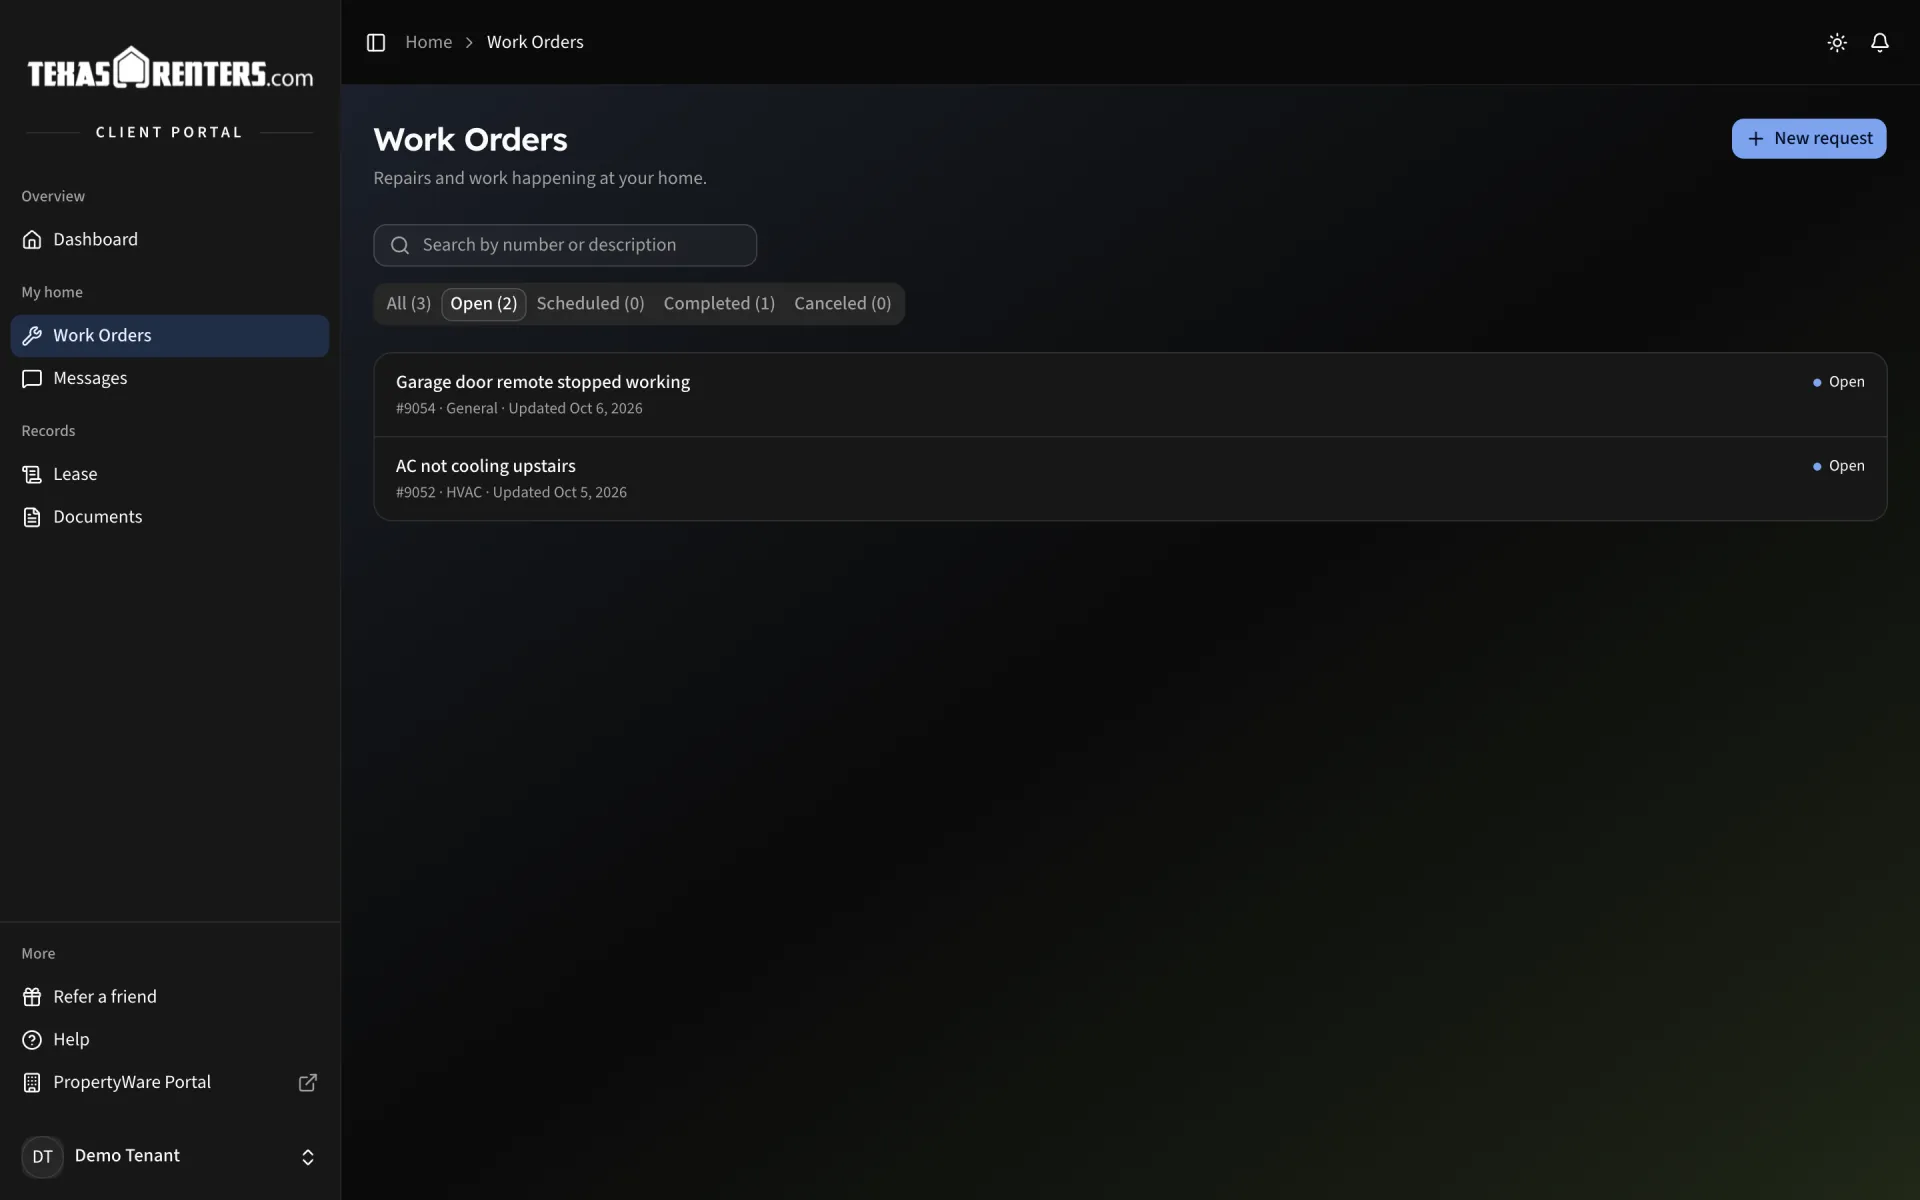 TEXAS RENTERS.com
CLIENT PORTAL
Overview
Dashboard
My home
Work Orders
Messages
Records
Lease
Documents
More
Refer a friend
Help
PropertyWare Portal
DT Demo Tenant
Home > Work Orders
Work Orders
Repairs and work happening at your home.
New request
Search by number or description
All (3) Open (2) Scheduled (0) Completed (1) Canceled (0)
Garage door remote stopped working
Open
#9054 · General · Updated Oct 6, 2026
AC not cooling upstairs
Open
#9052 · HVAC · Updated Oct 5, 2026